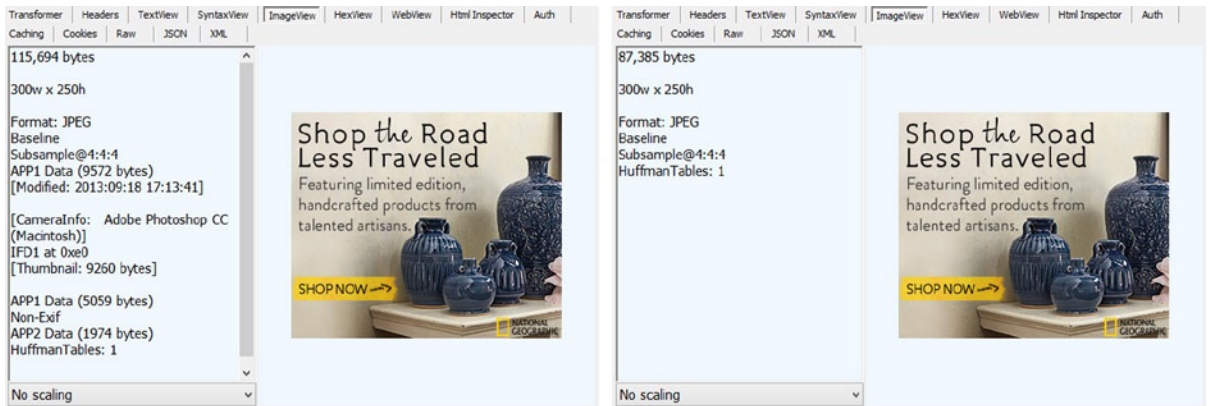 Transformer Headers TextView SyntaxView ImageView HexView WebView Html Inspector Auth
Caching Cookies Raw JSON XML
115,694 bytes
300w x 250h
Format: JPEG
Baseline
Subsample@4:4:4
APP1 Data (9572 bytes)
[Modified: 2013:09:18 17:13:41]
[CameraInfo: Adobe Photoshop CC
(Macintosh)]
IFD1 at 0xe0
[Thumbnail: 9260 bytes]
APP1 Data (5059 bytes)
Non-Exif
APP2 Data (1974 bytes)
HuffmanTables: 1
No scaling
Shop the Road
Less Traveled
Featuring limited edition,
handcrafted products from
talented artisans.
SHOP NOW
NATIONAL
GEOGRAPHIC
Transformer Headers TextView SyntaxView ImageView HexView WebView Html Inspector Auth
Caching Cookies Raw JSON XML
87,385 bytes
300w x 250h
Format: JPEG
Baseline
Subsample@4:4:4
HuffmanTables: 1
No scaling
Shop the Road
Less Traveled
Featuring limited edition,
handcrafted products from
talented artisans.
SHOP NOW
NATIONAL
GEOGRAPHIC